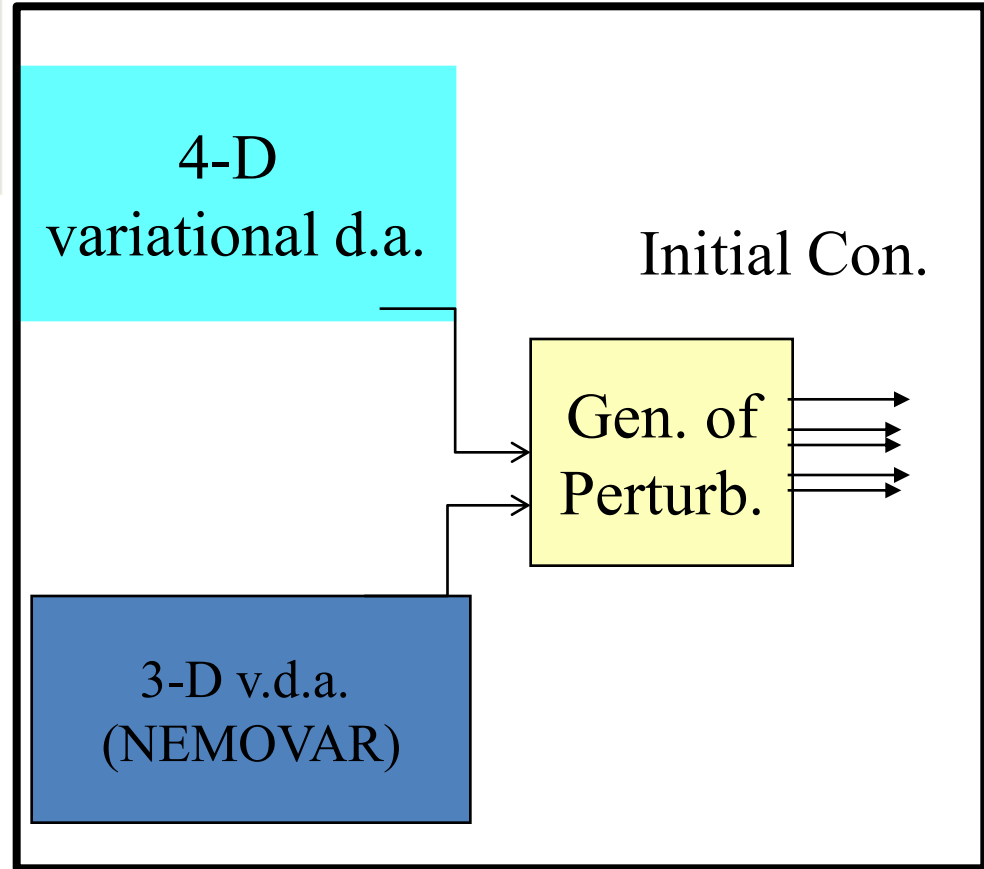 4-D
variational d.a.
Initial Con.
Gen. of
Perturb.
3-D v.d.a.
(NEMOVAR)